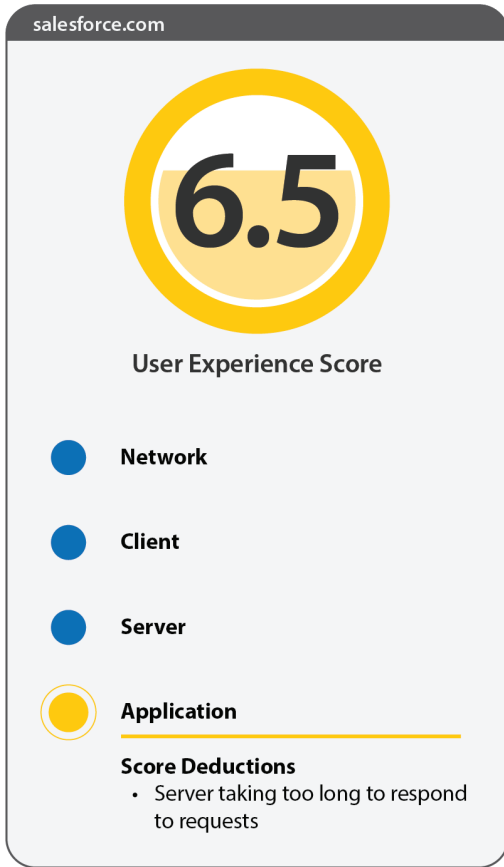 salesforce.com
6.5
User Experience Score
Network
Client
Server
Application
Score Deductions
• Server taking too long to respond
to requests